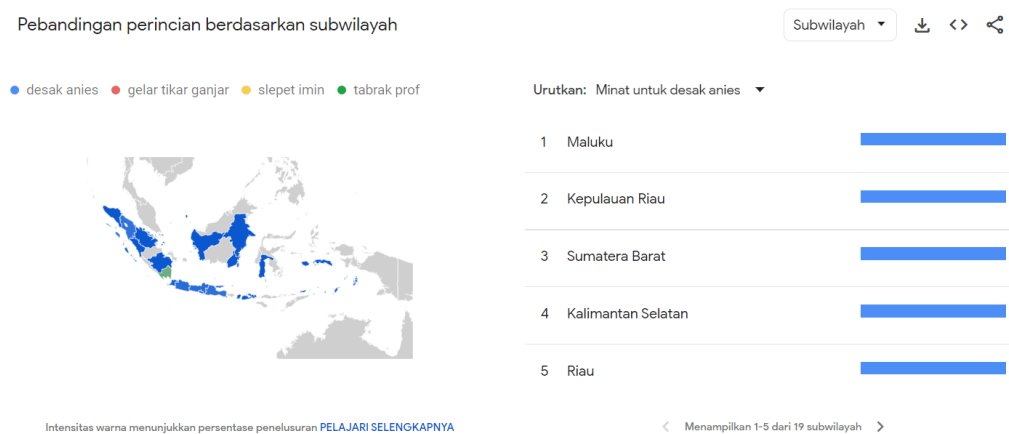 Pebandingan perincian berdasarkan subwilayah
Subwilayah
desak anies gelar tikar ganjar slepet imin tabrak prof
Urutkan: Minat untuk desak anies
1 Maluku
2 Kepulauan Riau
3 Sumatera Barat
4 Kalimantan Selatan
5 Riau
Intensitas warna menunjukkan persentase penelusuran PELAJARI SELENGKAPNYA
Menampilkan 1-5 dari 19 subwilayah